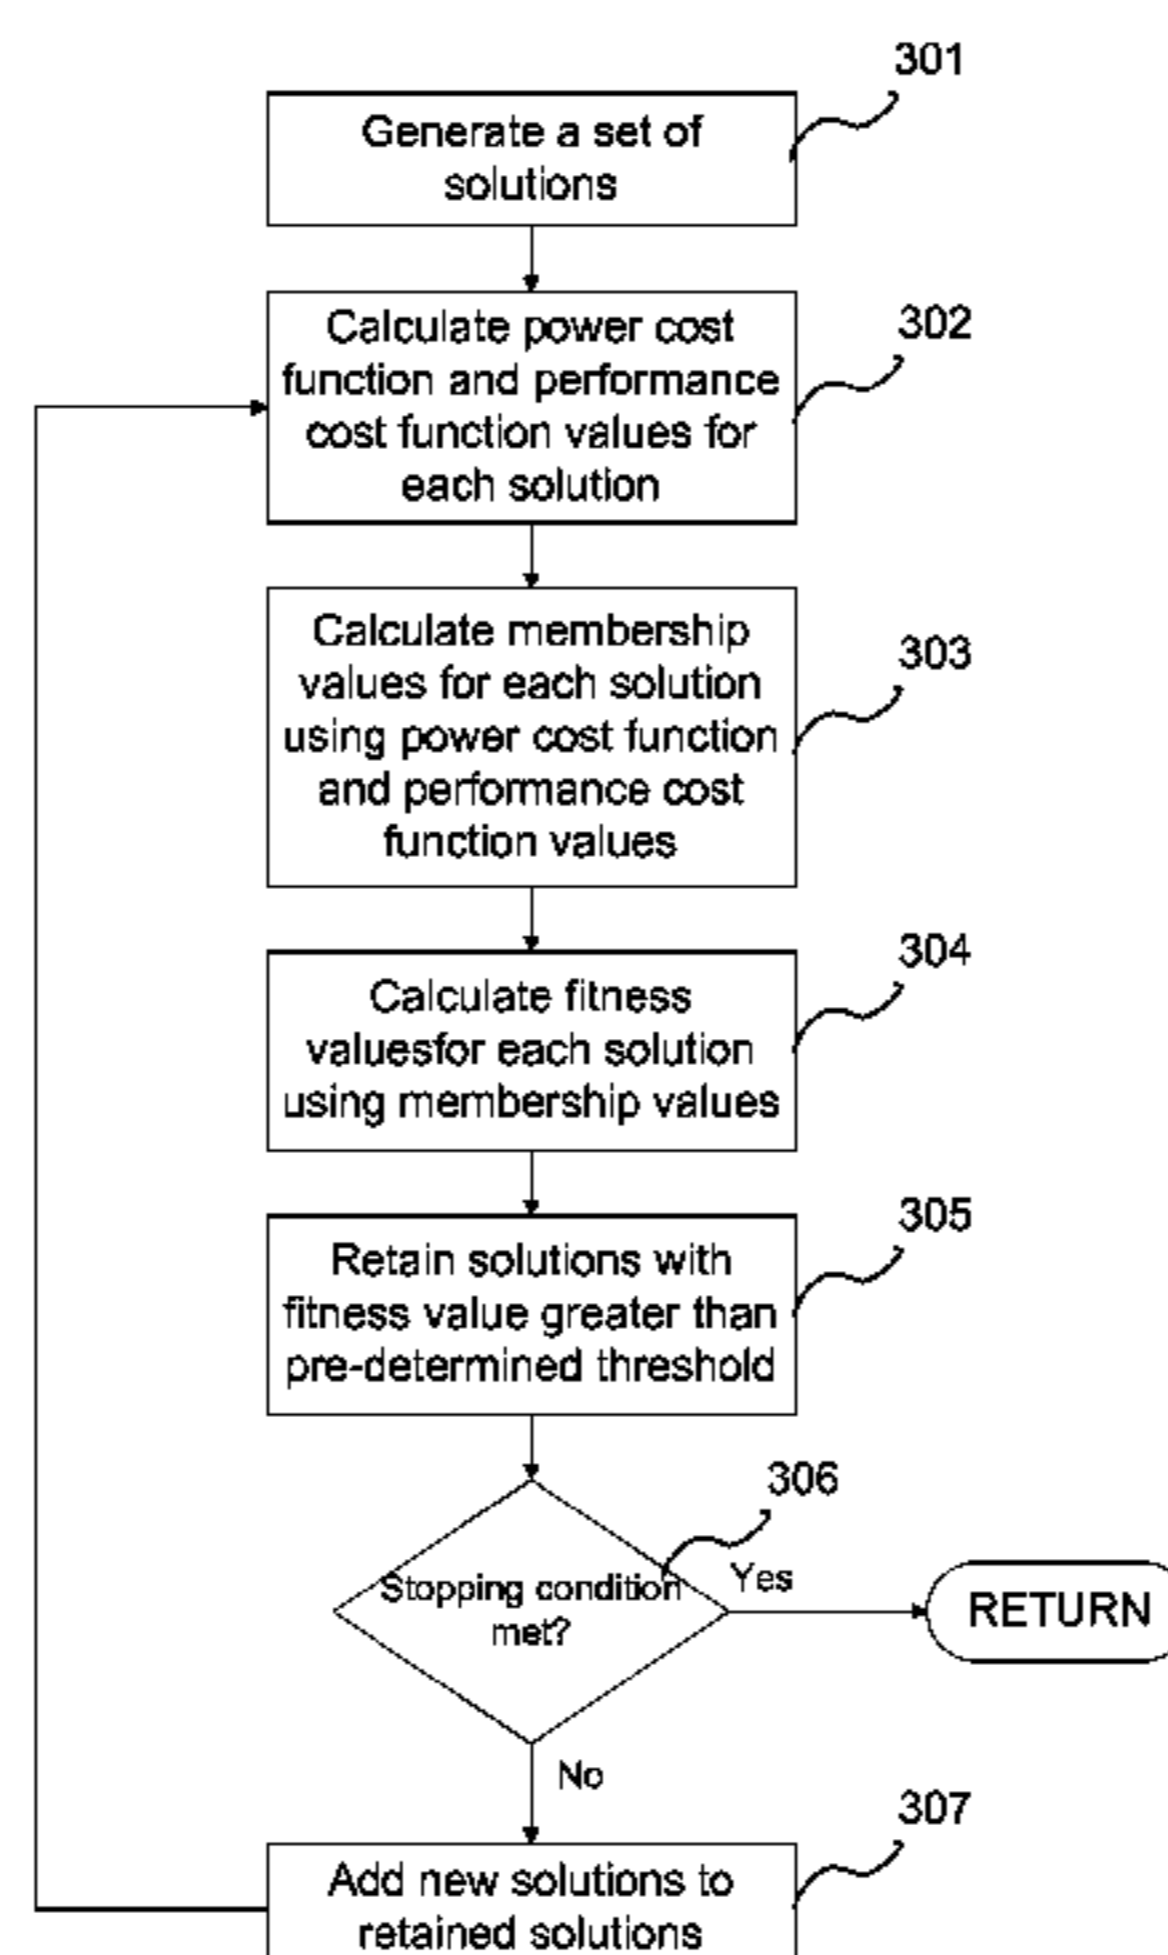 301
Generate a set of
solutions
302
Calculate power cost
function and performance
cost function values for
each solution
303
Calculate membership
values for each solution
using power cost function
and performance cost
function values
304
Calculate fitness
valuesfor each solution
using membership values
305
Retain solutions with
fitness value greater than
pre-determined threshold
306
Stopping condition
met?
Yes
RETURN
No
307
Add new solutions to
retained solutions